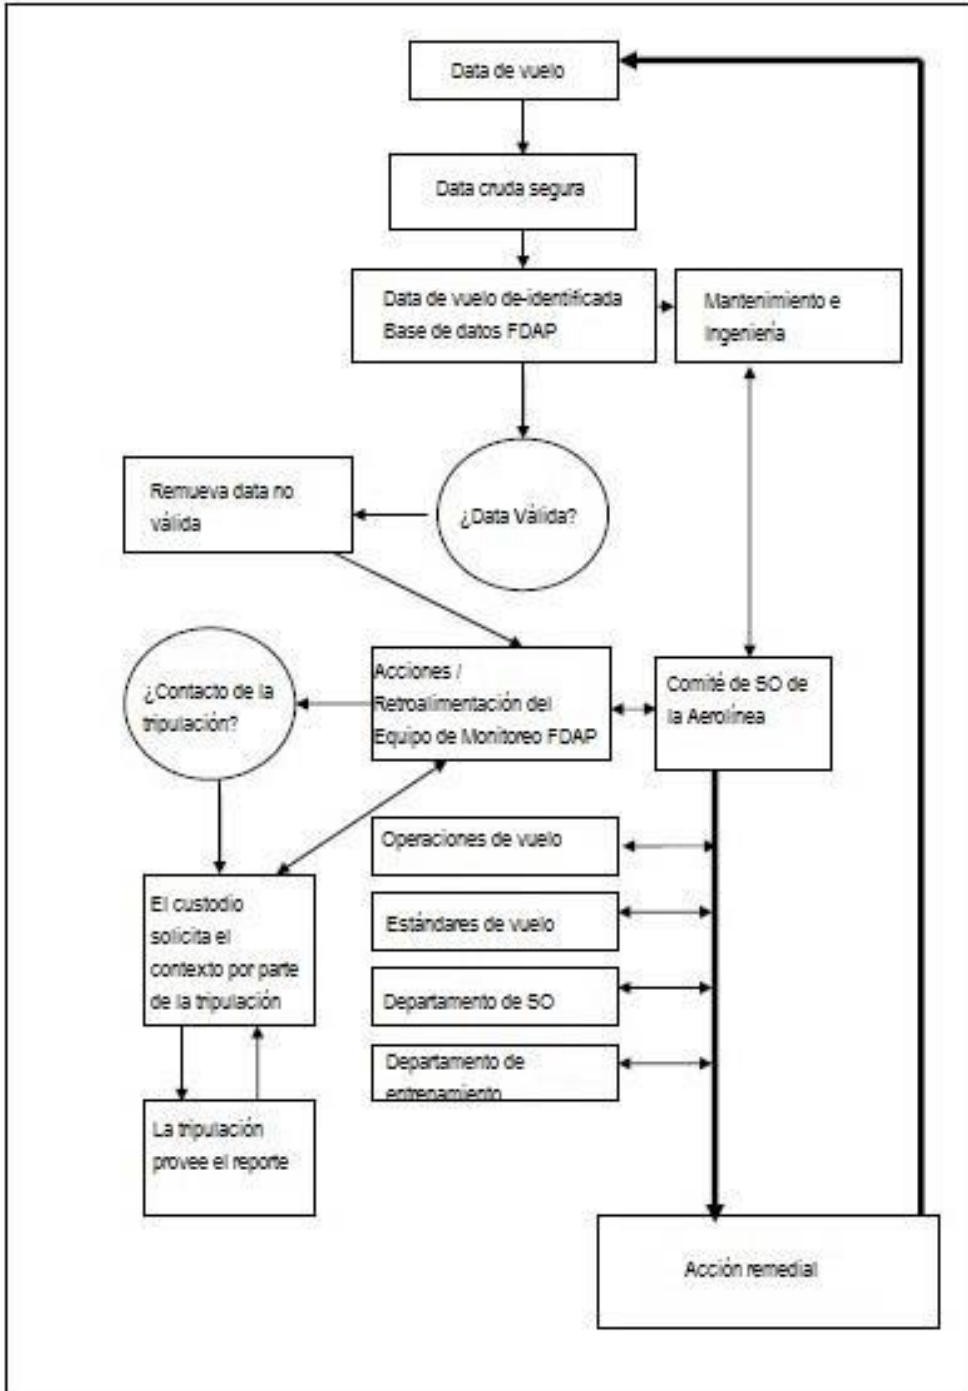 Data de vuelo
Data cruda segura
Data de vuelo de-identificada
Base de datos FDAP
Mantenimiento e
Ingeniería
Remueva data no
válida
¿Data Válida?
¿Contacto de la
tripulación?
Acciones /
Retroalimentación del
Equipo de Monitoreo FDAP
Comité de SO de
la Aerolínea
Operaciones de vuelo
El custodio
solicita el
contexto por parte
de la tripulación
Estándares de vuelo
Departamento de SO
Departamento de
entrenamiento
La tripulación
provee el reporte
Acción remedial